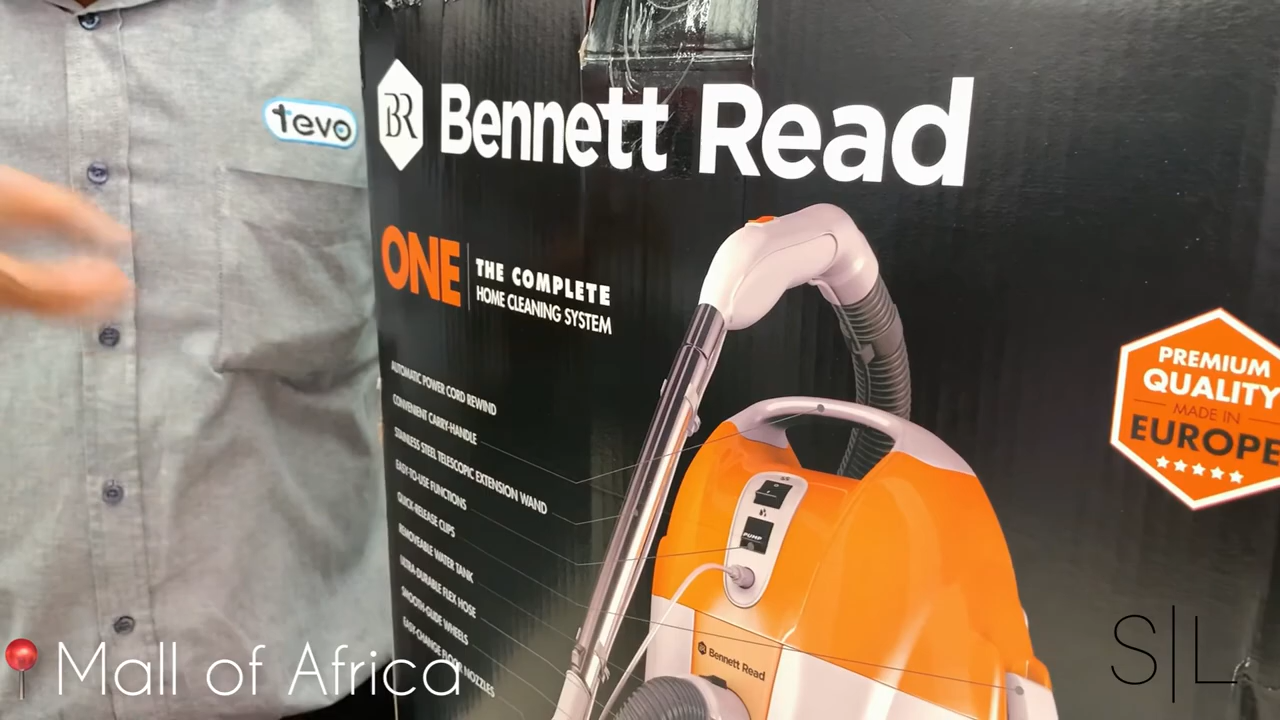 tevo
BR Bennett Read
ONE
THE COMPLETE
HOME CLEANING SYSTEM
AUTOMATIC POWER CORD REWIND
CONVENIENT CARRY-HANDLE
STAINLESS STEEL TELESCOPIC EXTENSION WAND
EASY-TO-USE FUNCTIONS
QUICK-RELEASE CLIPS
REMOVEABLE WATER TANK
ULTRA-DURABLE FLEX HOSE
SMOOTH-GLIDE WHEELS
EASY-CHANGE FLOOR NOZZLES
PREMIUM
QUALITY
MADE IN
EUROPE
PUMP
BR Bennett Read
Mall of Africa
S|L